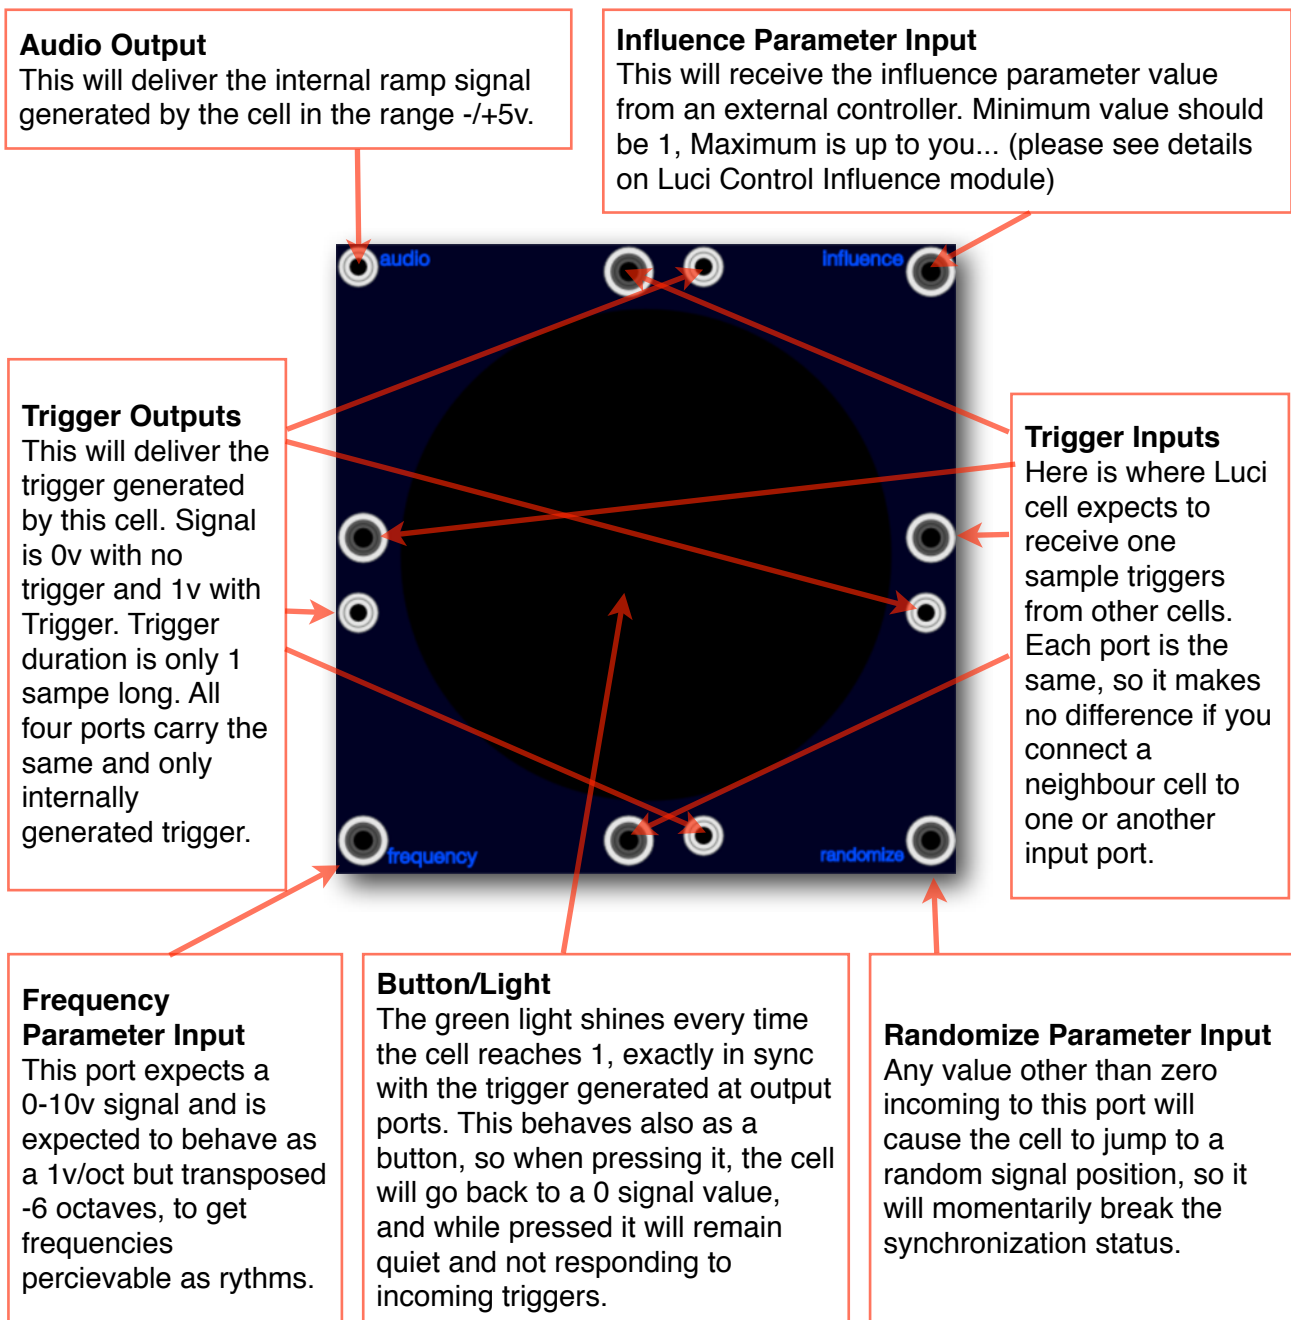 Audio Output
This will deliver the internal ramp signal
generated by the cell in the range -/+5v.
Influence Parameter Input
This will receive the influence parameter value
from an external controller. Minimum value should
be 1, Maximum is up to you... (please see details
on Luci Control Influence module)
audio
influence
Trigger Outputs
This will deliver the
trigger generated
by this cell. Signal
is 0v with no
trigger and 1v with
Trigger. Trigger
duration is only 1
sampe long. All
four ports carry the
same and only
internally
generated trigger.
Trigger Inputs
Here is where Luci
cell expects to
receive one
sample triggers
from other cells.
Each port is the
same, so it makes
no difference if you
connect a
neighbour cell to
one or another
input port.
frequency
randomize
Frequency
Parameter Input
This port expects a
0-10v signal and is
expected to behave as
a 1v/oct but transposed
-6 octaves, to get
frequencies
percievable as rythms.
Button/Light
The green light shines every time
the cell reaches 1, exactly in sync
with the trigger generated at output
ports. This behaves also as a
button, so when pressing it, the cell
will go back to a 0 signal value,
and while pressed it will remain
quiet and not responding to
incoming triggers.
Randomize Parameter Input
Any value other than zero
incoming to this port will
cause the cell to jump to a
random signal position, so it
will momentarily break the
synchronization status.